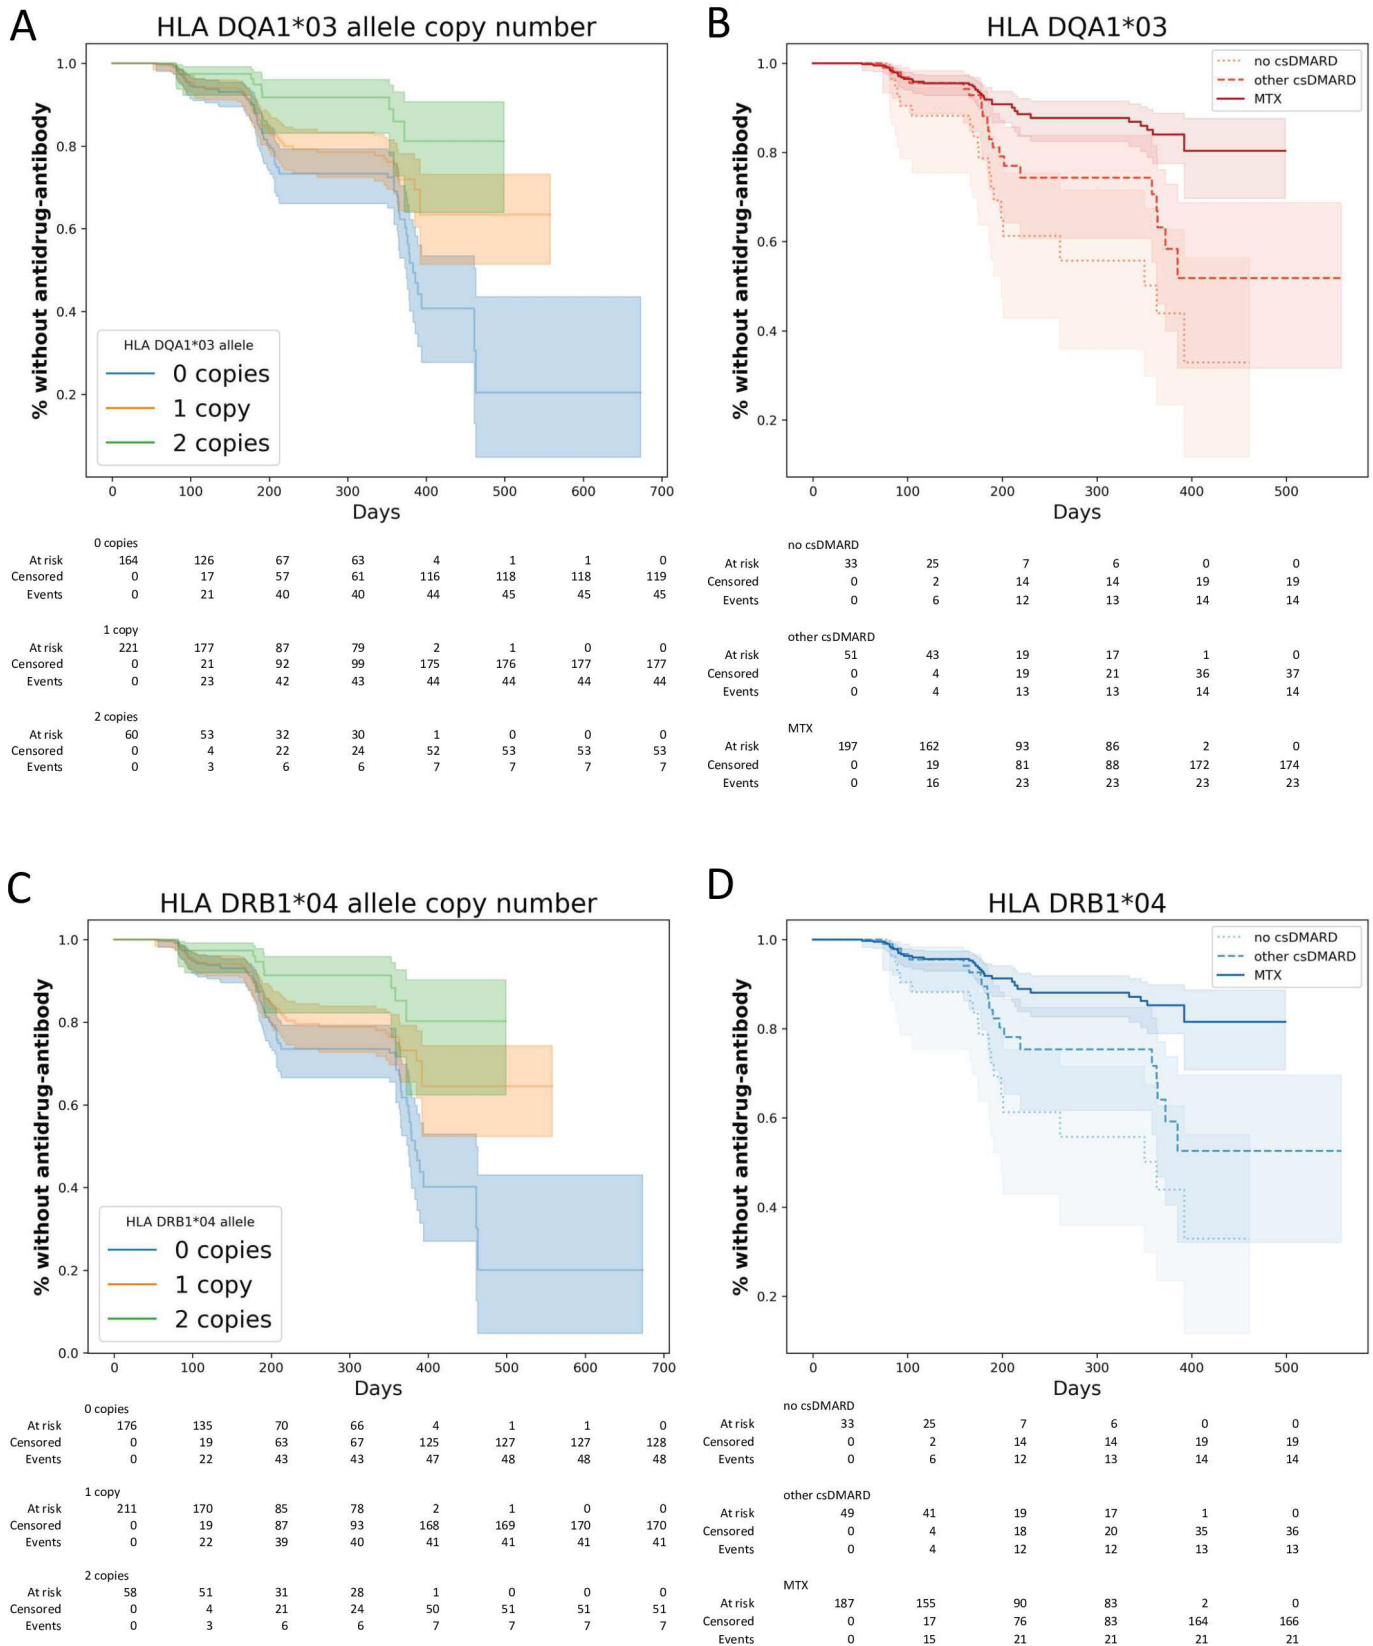 A
HLA DQA1*03 allele copy number
% without antidrug-antibody
1.0
0.8
0.6
0.4
0.2
HLA DQA1*03 allele
0 copies
1 copy
2 copies
0 100 200 300 400 500 600 700
Days
0 copies
At risk 164 126 67 63 4 1 1 0
Censored 0 17 57 61 116 118 118 119
Events 0 21 40 40 44 45 45 45
1 copy
At risk 221 177 87 79 2 1 0 0
Censored 0 21 92 99 175 176 177 177
Events 0 23 42 43 44 44 44 44
2 copies
At risk 60 53 32 30 1 0 0 0
Censored 0 4 22 24 52 53 53 53
Events 0 3 6 6 7 7 7 7
B
HLA DQA1*03
% without antidrug-antibody
1.0
0.8
0.6
0.4
0.2
no csDMARD
other csDMARD
MTX
0 100 200 300 400 500
Days
no csDMARD
At risk 33 25 7 6 0 0
Censored 0 2 14 14 19 19
Events 0 6 12 13 14 14
other csDMARD
At risk 51 43 19 17 1 0
Censored 0 4 19 21 36 37
Events 0 4 13 13 14 14
MTX
At risk 197 162 93 86 2 0
Censored 0 19 81 88 172 174
Events 0 16 23 23 23 23
C
HLA DRB1*04 allele copy number
% without antidrug-antibody
1.0
0.8
0.6
0.4
0.2
0.0
HLA DRB1*04 allele
0 copies
1 copy
2 copies
0 100 200 300 400 500 600 700
Days
0 copies
At risk 176 135 70 66 4 1 1 0
Censored 0 19 63 67 125 127 127 128
Events 0 22 43 43 47 48 48 48
1 copy
At risk 211 170 85 78 2 1 0 0
Censored 0 19 87 93 168 169 170 170
Events 0 22 39 40 41 41 41 41
2 copies
At risk 58 51 31 28 1 0 0 0
Censored 0 4 21 24 50 51 51 51
Events 0 3 6 6 7 7 7 7
D
HLA DRB1*04
% without antidrug-antibody
1.0
0.8
0.6
0.4
0.2
no csDMARD
other csDMARD
MTX
0 100 200 300 400 500
Days
no csDMARD
At risk 33 25 7 6 0 0
Censored 0 2 14 14 19 19
Events 0 6 12 13 14 14
other csDMARD
At risk 49 41 19 17 1 0
Censored 0 4 18 20 35 36
Events 0 4 12 12 13 13
MTX
At risk 187 155 90 83 2 0
Censored 0 17 76 83 164 166
Events 0 15 21 21 21 21